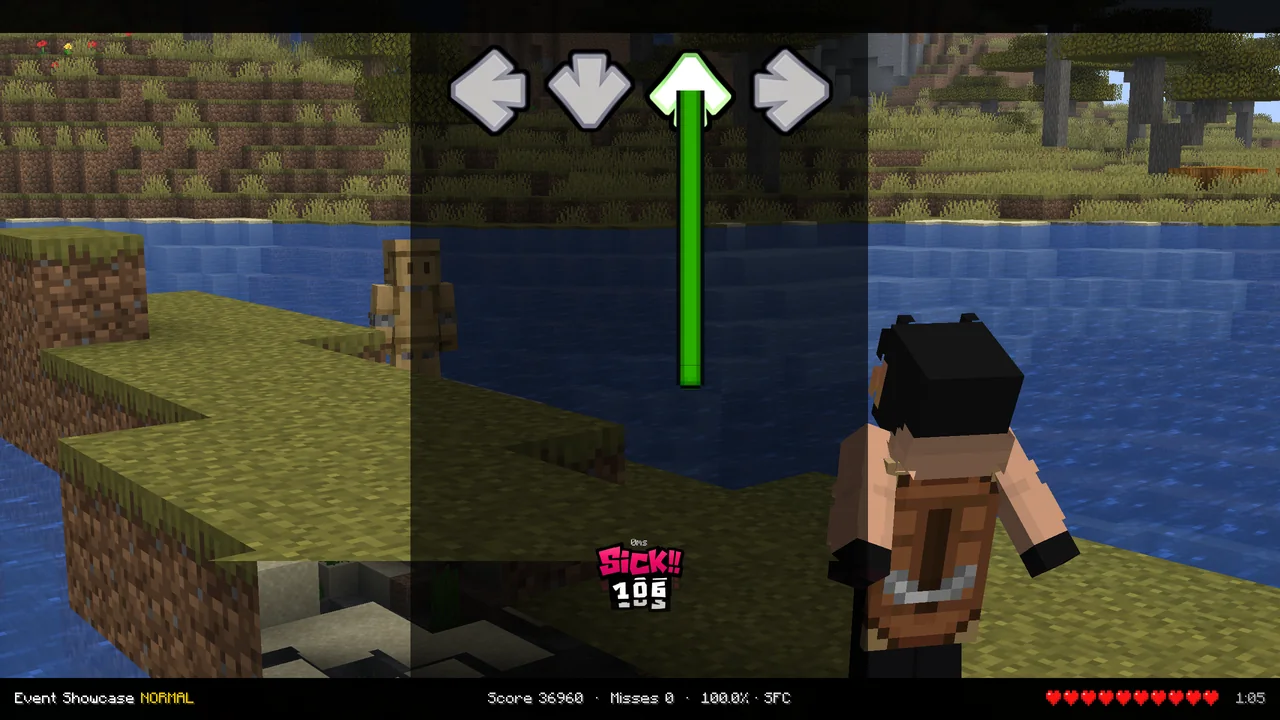 0ms
SiCK!!
106
Event Showcase NORMAL
Score 36960 · Misses 0 · 100.0% · SFC
1:05